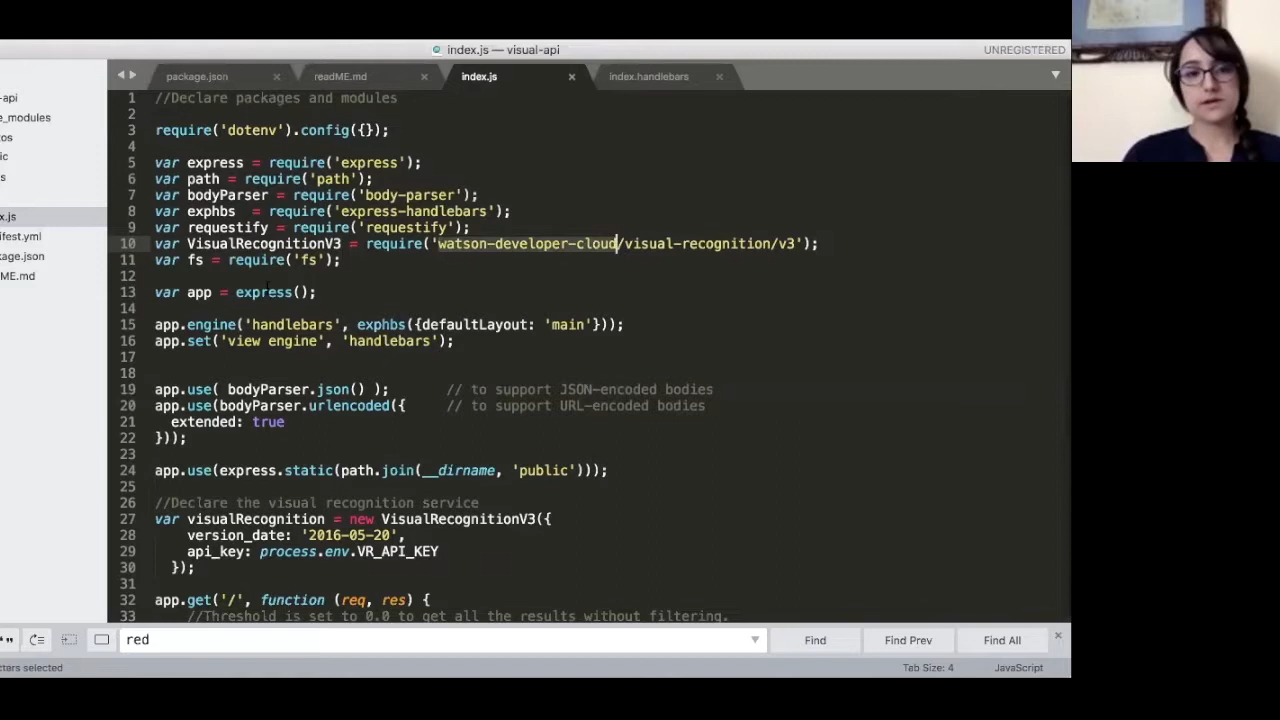 index.js — visual-api
UNREGISTERED
package.json
readME.md
index.js
index.handlebars
-api
e_modules
tos
ic
s
ex.js
ifest.yml
kage.json
ME.md
1 //Declare packages and modules
2
3 require('dotenv').config({});
4
5 var express = require('express');
6 var path = require('path');
7 var bodyParser = require('body-parser');
8 var exphbs  = require('express-handlebars');
9 var requestify = require('requestify');
10 var VisualRecognitionV3 = require('watson-developer-cloud/visual-recognition/v3');
11 var fs = require('fs');
12
13 var app = express();
14
15 app.engine('handlebars', exphbs({defaultLayout: 'main'}));
16 app.set('view engine', 'handlebars');
17
18
19 app.use( bodyParser.json() );       // to support JSON-encoded bodies
20 app.use(bodyParser.urlencoded({     // to support URL-encoded bodies
21   extended: true
22 }));
23
24 app.use(express.static(path.join(__dirname, 'public')));
25
26 //Declare the visual recognition service
27 var visualRecognition = new VisualRecognitionV3({
28     version_date: '2016-05-20',
29     api_key: process.env.VR_API_KEY
30   });
31
32 app.get('/', function (req, res) {
33     //Threshold is set to 0.0 to get all the results without filtering.
red
Find
Find Prev
Find All
cters selected
Tab Size: 4
JavaScript